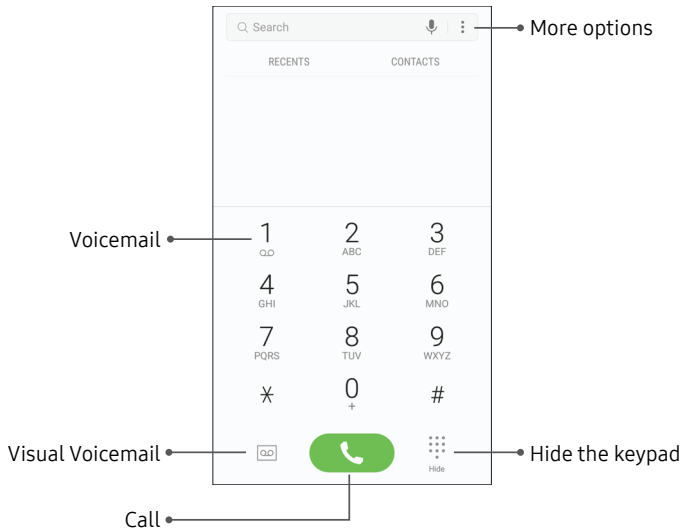 Search
More options
RECENTS CONTACTS
Voicemail
1 2 3
ABC DEF
4 5 6
GHI JKL MNO
7 8 9
PQRS TUV WXYZ
* 0 #
+
Visual Voicemail
Hide the keypad
Hide
Call